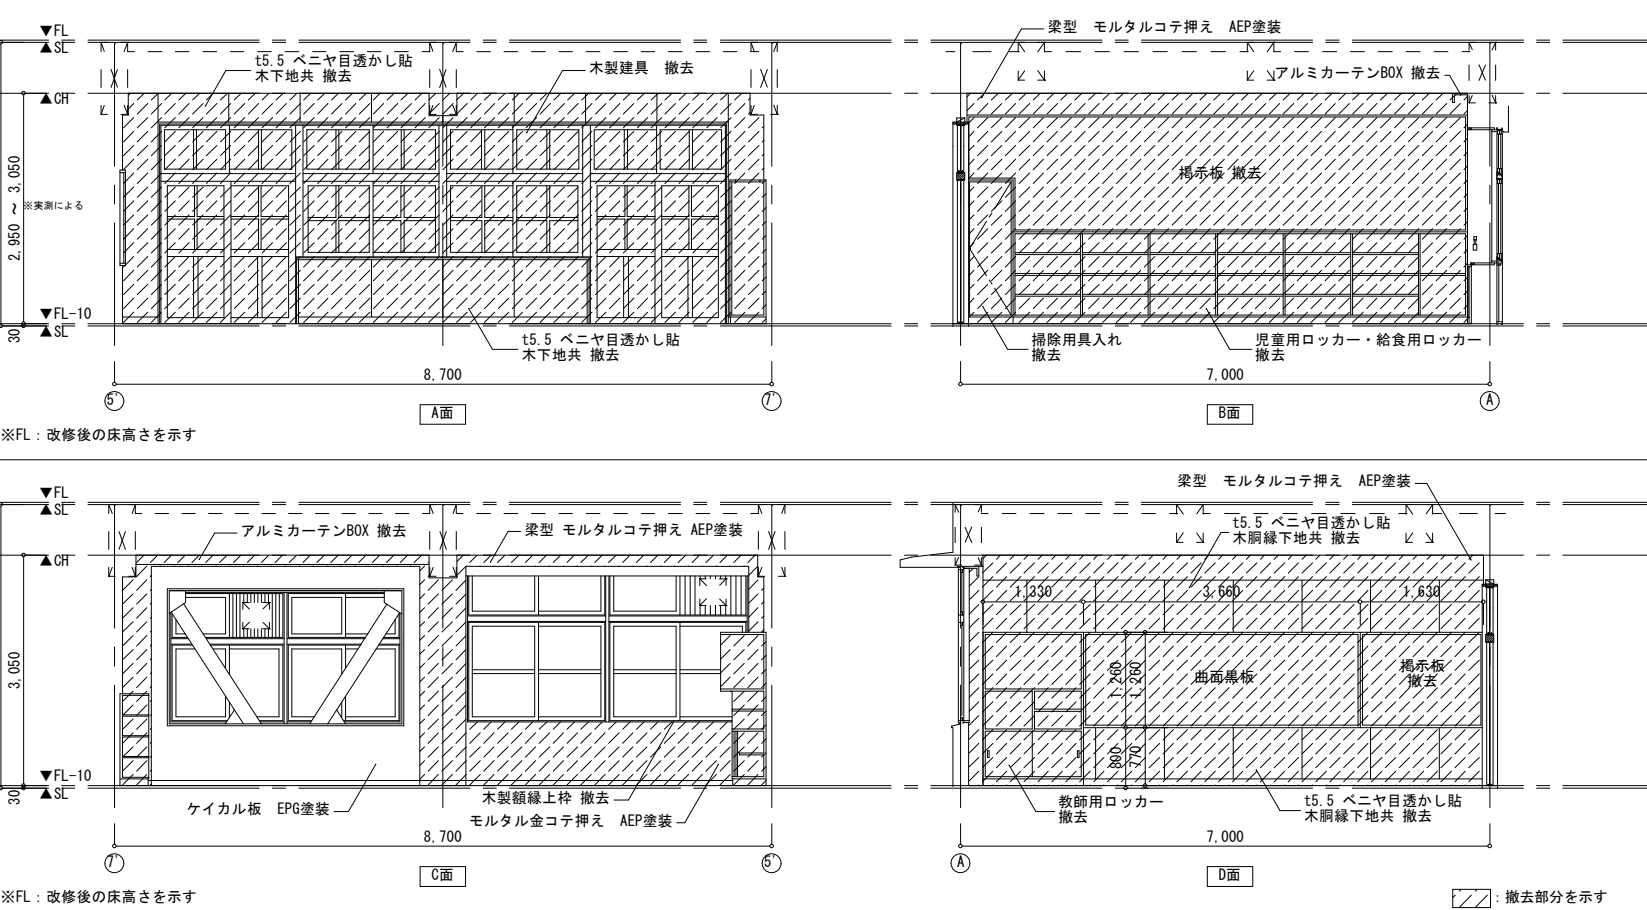 ▼FL
▲SL
t5.5 ベニヤ目透かし貼
木下地共 撤去
木製建具 撤去
▲CH
2,950 ~ 3,050
※実測による
▼FL-10
▲SL
30
t5.5 ベニヤ目透かし貼
木下地共 撤去
8,700
5'
7'
A面
※FL：改修後の床高さを示す
梁型 モルタルコテ押え AEP塗装
アルミカーテンBOX 撤去
掲示板 撤去
掃除用具入れ
撤去
児童用ロッカー・給食用ロッカー
撤去
7,000
A
B面
▼FL
▲SL
アルミカーテンBOX 撤去
梁型 モルタルコテ押え AEP塗装
▲CH
3,050
▼FL-10
▲SL
30
ケイカル板 EPG塗装
木製額縁上枠 撤去
モルタル金コテ押え AEP塗装
8,700
7'
5'
C面
※FL：改修後の床高さを示す
梁型 モルタルコテ押え AEP塗装
t5.5 ベニヤ目透かし貼
木胴縁下地共 撤去
1,330
3,660
1,630
1,260
1,260
曲面黒板
掲示板
撤去
800
770
教師用ロッカー
撤去
t5.5 ベニヤ目透かし貼
木胴縁下地共 撤去
7,000
A
D面
：撤去部分を示す